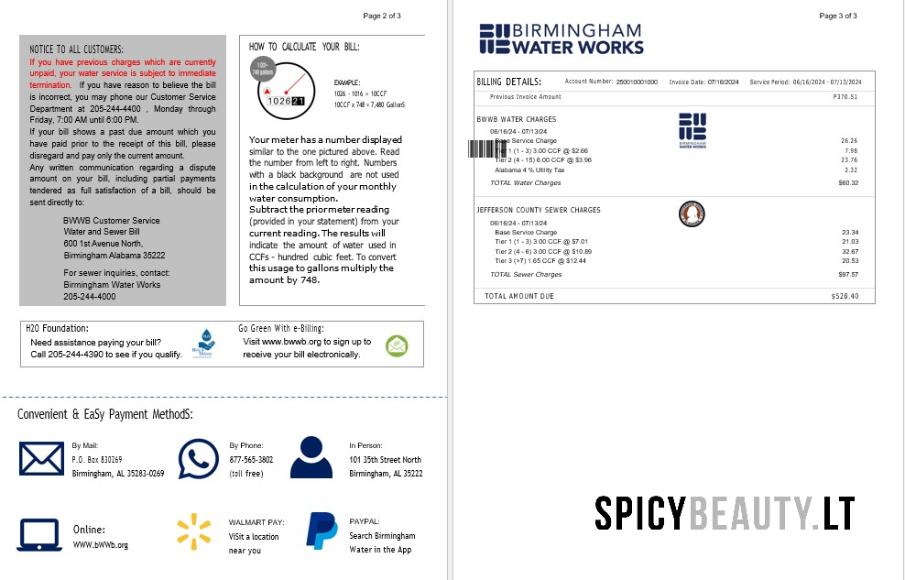 Page 2 of 3
NOTICE TO ALL CUSTOMERS:
If you have previous charges which are currently
unpaid, your water service is subject to immediate
termination. If you have reason to believe the bill
is incorrect, you may phone our Customer Service
Department at 205-244-4400 , Monday through
Friday, 7:00 AM until 6:00 PM.
If your bill shows a past due amount which you
have paid prior to the receipt of this bill, please
disregard and pay only the current amount.
Any written communication regarding a dispute
amount on your bill, including partial payments
tendered as full satisfaction of a bill, should be
sent directly to:
BWWB Customer Service
Water and Sewer Bill
600 1st Avenue North,
Birmingham Alabama 35222
For sewer inquiries, contact:
Birmingham Water Works
205-244-4000
HOW TO CALCULATE YOUR BILL:
748 gallons
1026 21
EXAMPLE:
1026 - 1016 = 10CCF
10CCF x 748 = 7,480 GallonS
Your meter has a number displayed
similar to the one pictured above. Read
the number from left to right. Numbers
with a black background are not used
in the calculation of your monthly
water consumption.
Subtract the prior meter reading
(provided in your statement) from your
current reading. The results will
indicate the amount of water used in
CCFs - hundred cubic feet. To convert
this usage to gallons multiply the
amount by 748.
H2O Foundation:
Need assistance paying your bill?
Call 205-244-4390 to see if you qualify.
Go Green With e-Billing:
Visit www.bwwb.org to sign up to
receive your bill electronically.
Convenient & EaSy Payment MethodS:
By Mail:
P.O. Box 830269
Birmingham, AL 35283-0269
By Phone:
877-565-3802
(toll free)
In Person:
101 35th Street North
Birmingham, AL 35222
Online:
WWW.bWWb.org
WALMART PAY:
ViSit a location
near you
PAYPAL:
Search Birmingham
Water in the App
Page 3 of 3
BIRMINGHAM
WATER WORKS
BILLING DETAILS: Account Number: 250010001000 Invoice Date: 07/16/2024 Service Period: 06/16/2024 - 07/13/2024
Previous Invoice Amount P370.51
BWWB WATER CHARGES
BIRMINGHAM
WATER WORKS
06/16/24 - 07/13/24
Base Service Charge 26.26
Tier 1 (1 - 3) 3.00 CCF @ $2.66 7.98
Tier 2 (4 - 15) 6.00 CCF @ $3.96 23.76
Alabama 4 % Utility Tax 2.32
TOTAL Water Charges $60.32
JEFFERSON COUNTY SEWER CHARGES
06/16/24 - 07/13/24
Base Service Charge 23.34
Tier 1 (1 - 3) 3.00 CCF @ $7.01 21.03
Tier 2 (4 - 6) 3.00 CCF @ $10.89 32.67
Tier 3 (>7) 1.65 CCF @ $12.44 20.53
TOTAL Sewer Charges $97.57
TOTAL AMOUNT DUE $528.40
SPICYBEAUTY.LT